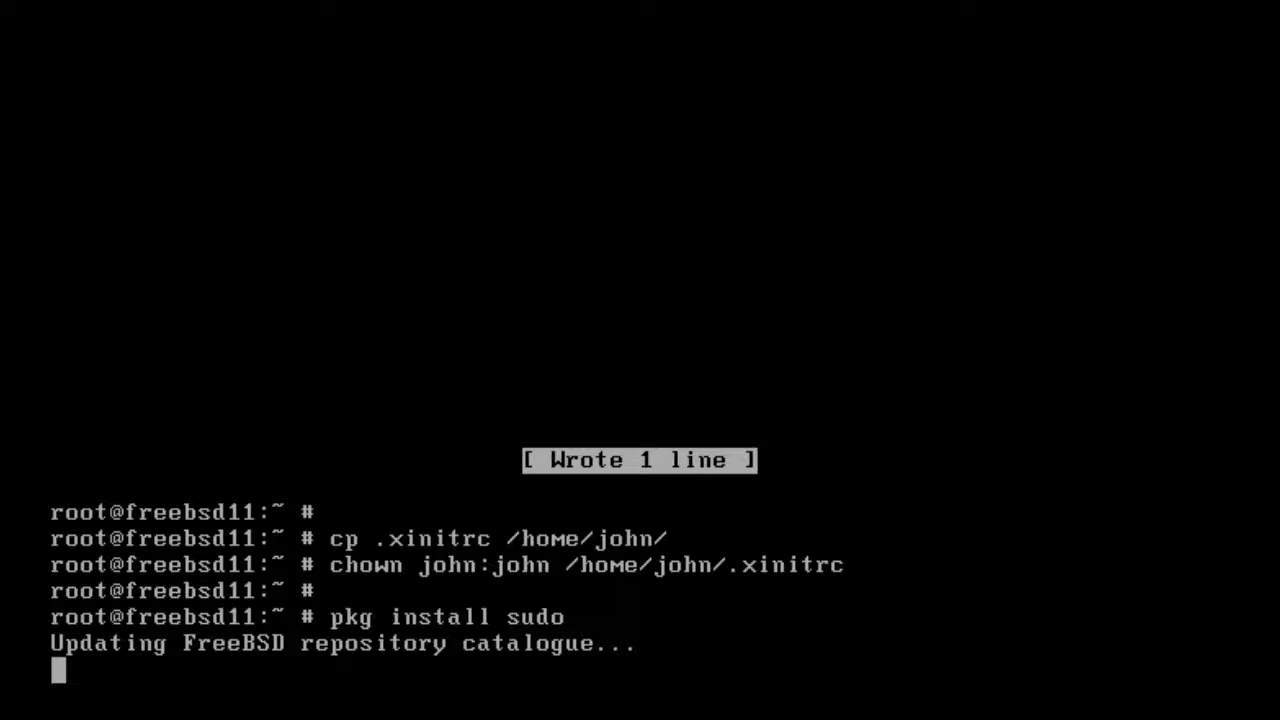 [ Wrote 1 line ]
root@freebsd11:~ #
root@freebsd11:~ # cp .xinitrc /home/john/
root@freebsd11:~ # chown john:john /home/john/.xinitrc
root@freebsd11:~ #
root@freebsd11:~ # pkg install sudo
Updating FreeBSD repository catalogue...